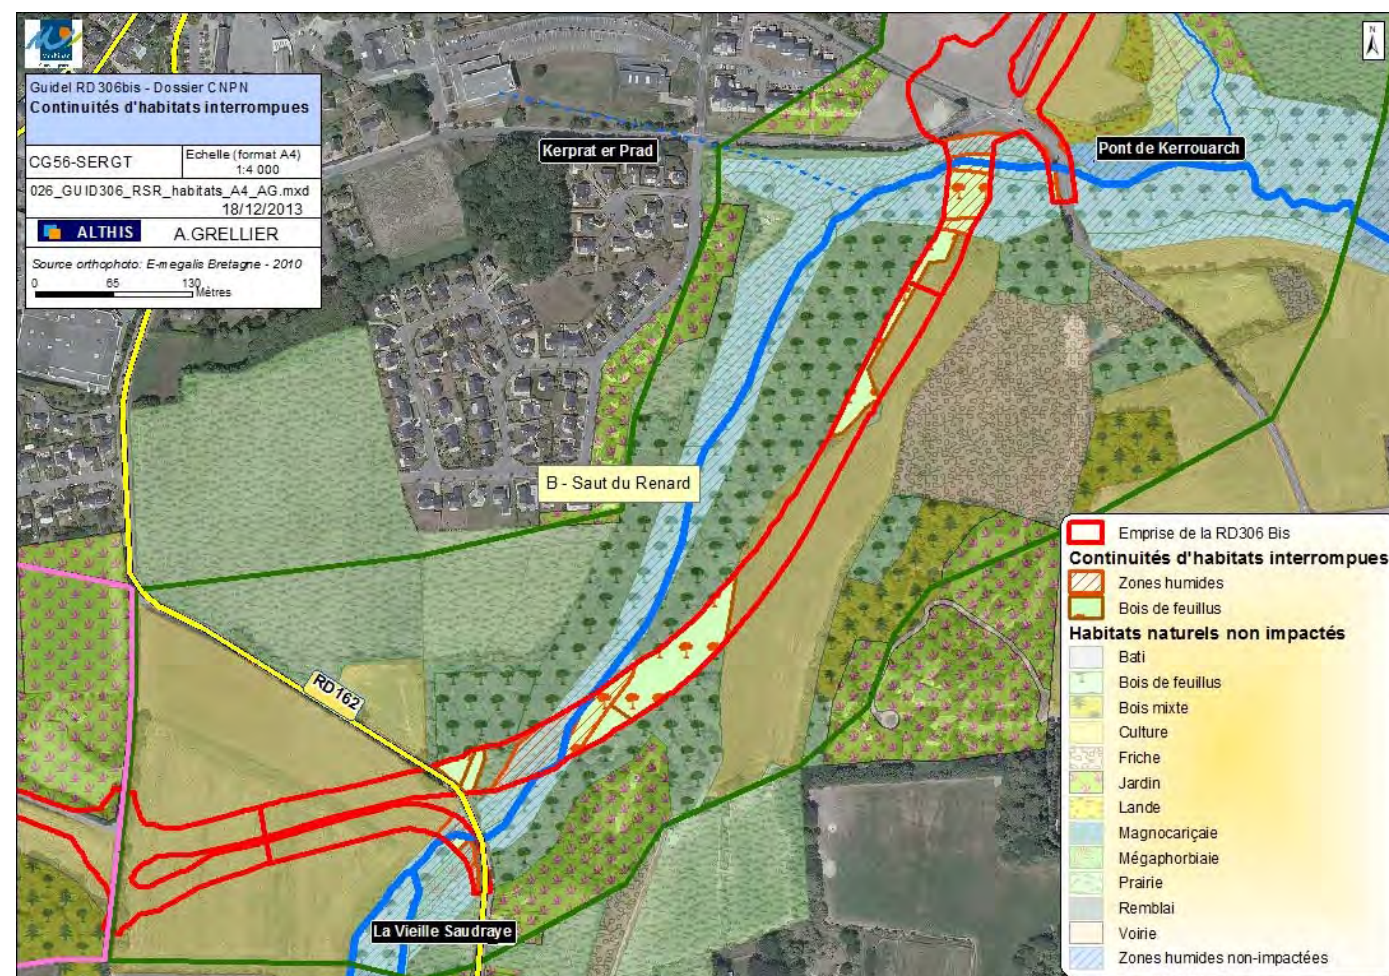 Guidel RD306bis - Dossier CNPN
Continuités d'habitats interrompues
CG56-SERGT
Echelle (format A4)
1:4 000
026_GUID306_RSR_habitats_A4_AG.mxd
18/12/2013
ALTHIS
A.GRELLIER
Source orthophoto: E-megalis Bretagne - 2010
0 65 130
Mètres
N
Kerprat er Prad
Pont de Kerrouarch
B - Saut du Renard
RD162
La Vieille Saudraye
Emprise de la RD306 Bis
Continuités d'habitats interrompues
Zones humides
Bois de feuillus
Habitats naturels non impactés
Bati
Bois de feuillus
Bois mixte
Culture
Friche
Jardin
Lande
Magnocariçaie
Mégaphorbiaie
Prairie
Remblai
Voirie
Zones humides non-impactées